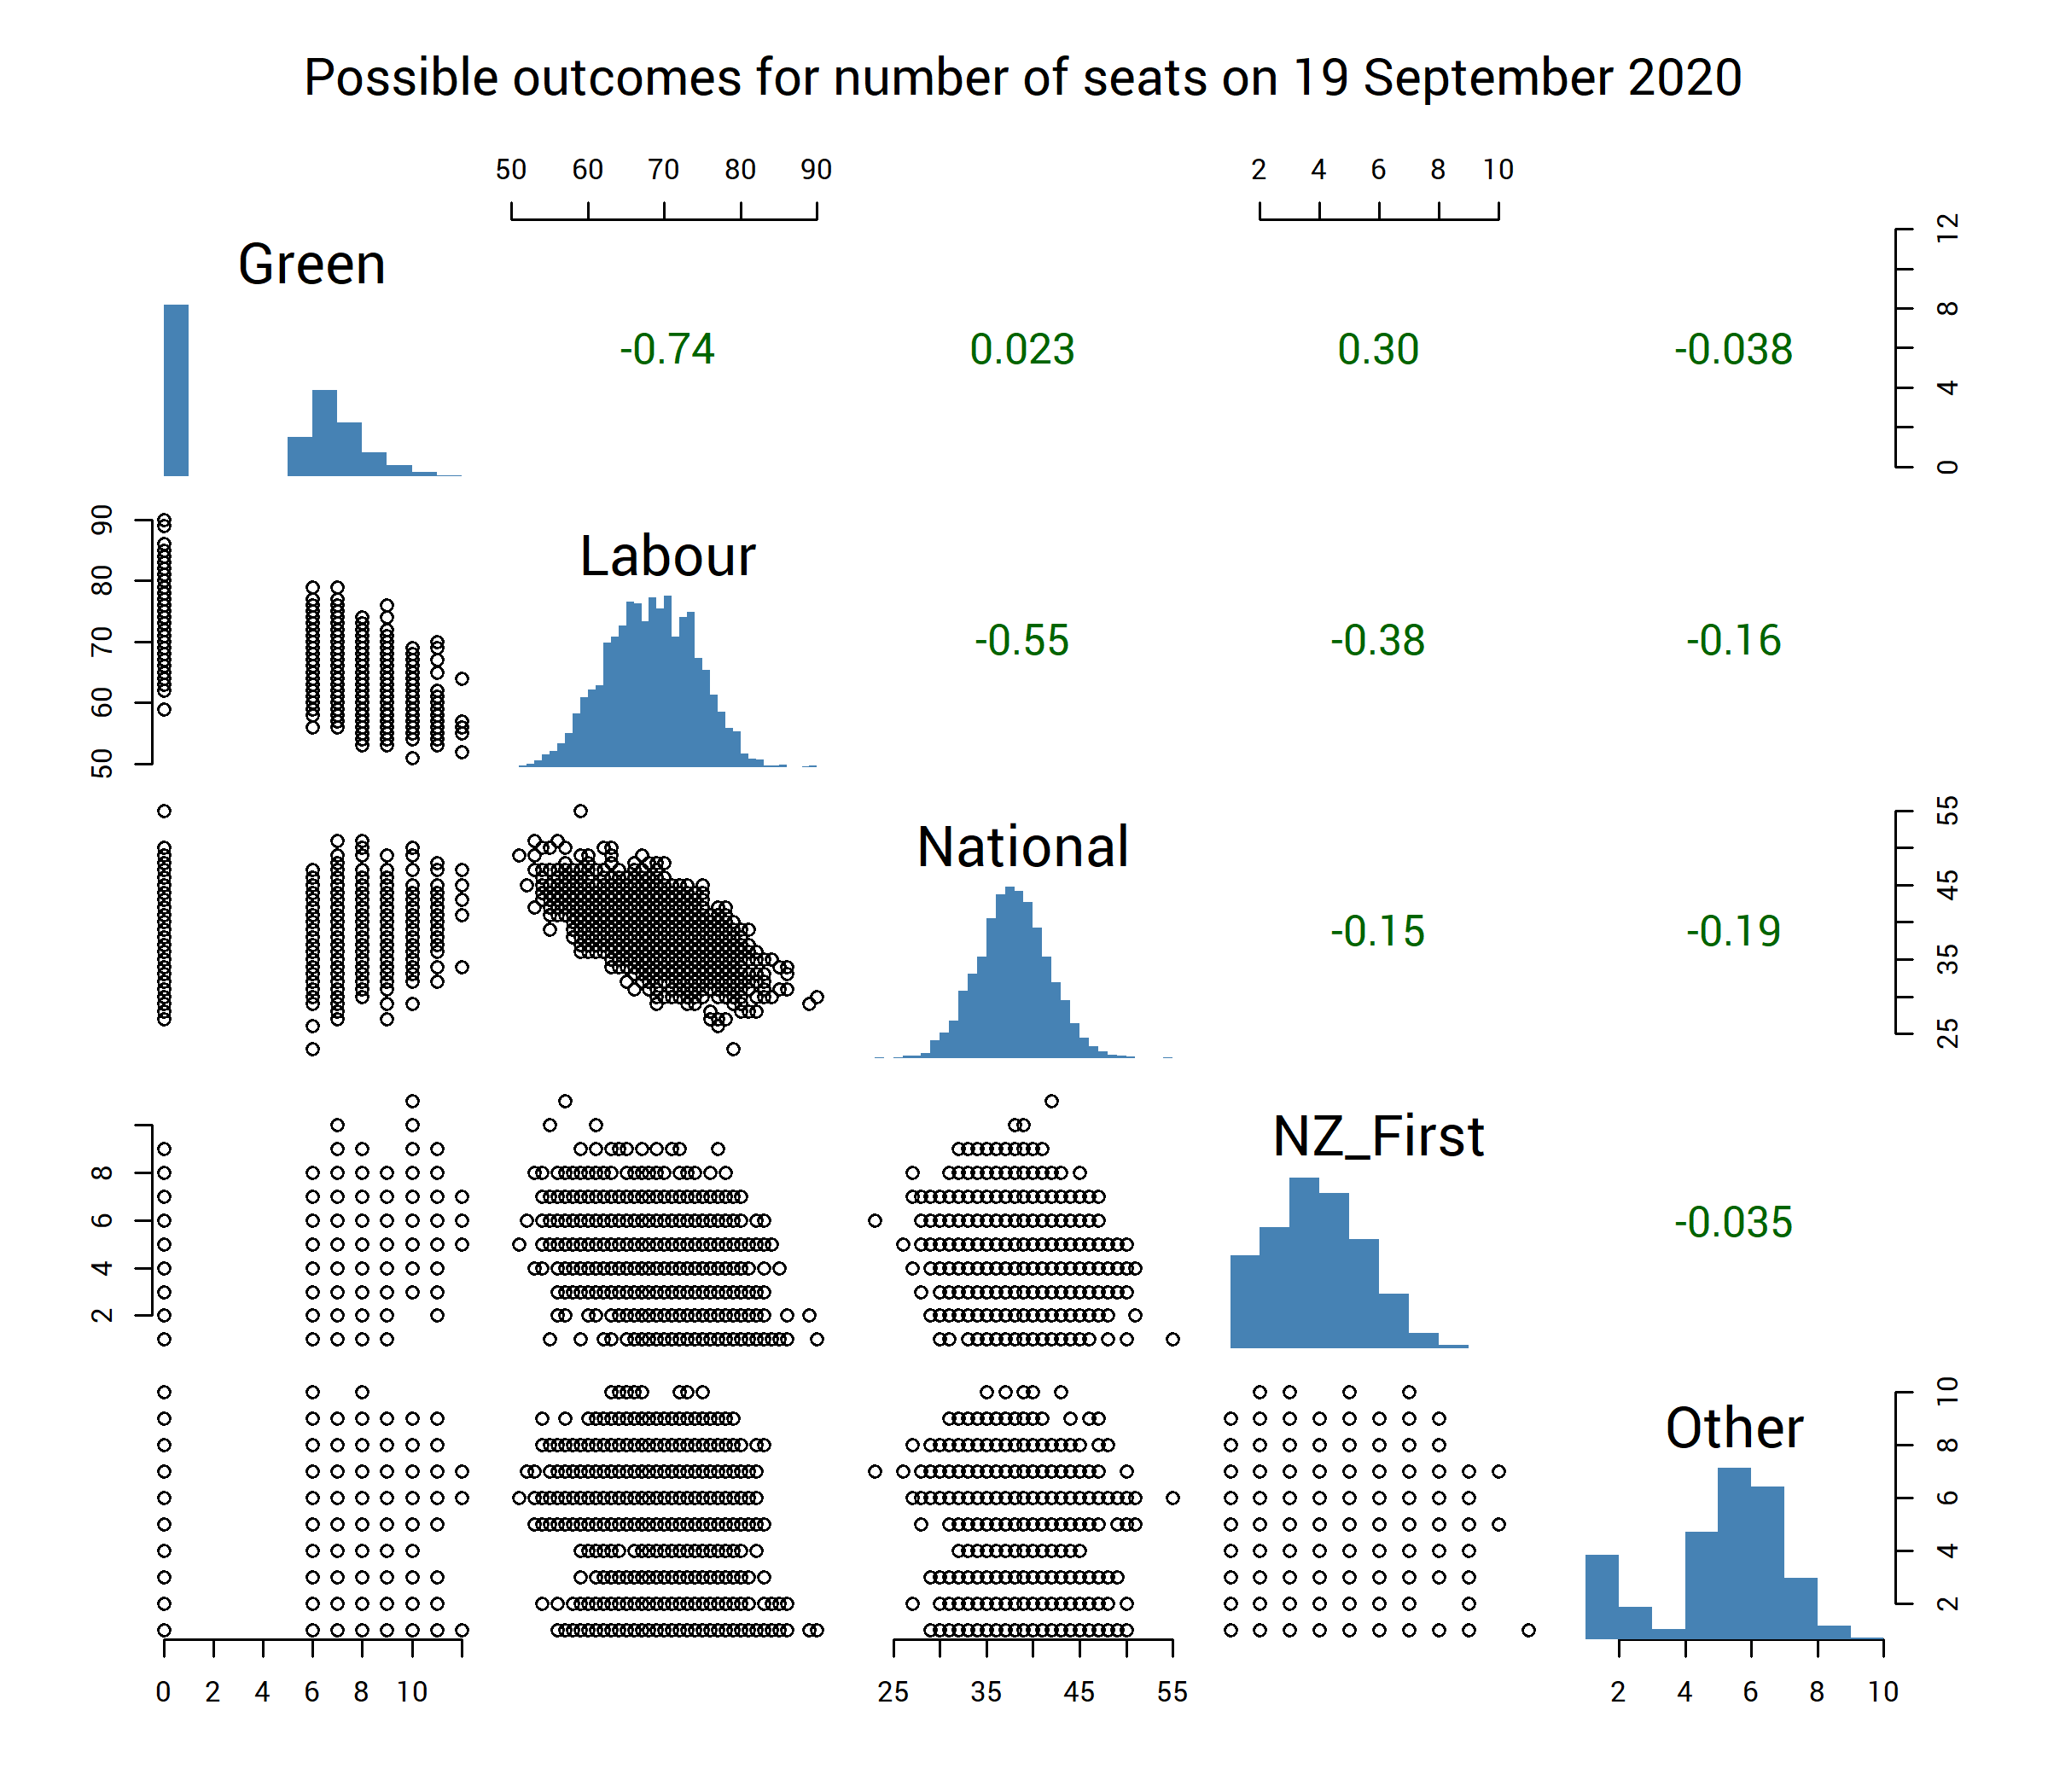 Possible outcomes for number of seats on 19 September 2020
50 60 70 80 90
2 4 6 8 10
Green
-0.74
0.023
0.30
-0.038
0 4 8 12
50 60 70 80 90
Labour
-0.55
-0.38
-0.16
National
-0.15
-0.19
25 35 45 55
2 4 6 8
NZ_First
-0.035
Other
2 4 6 8 10
0 2 4 6 8 10
25 35 45 55
2 4 6 8 10